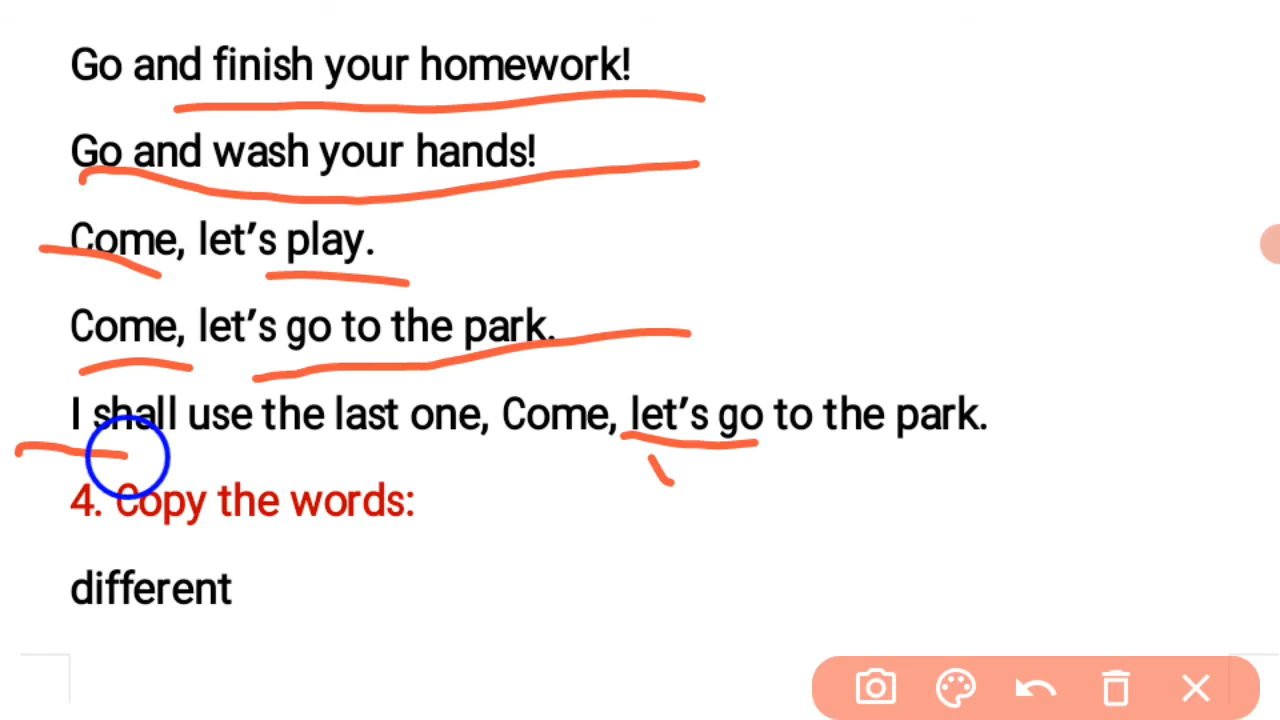 Go and finish your homework!
Go and wash your hands!
Come, let’s play.
Come, let’s go to the park.
I shall use the last one, Come, let’s go to the park.
4. Copy the words:
different